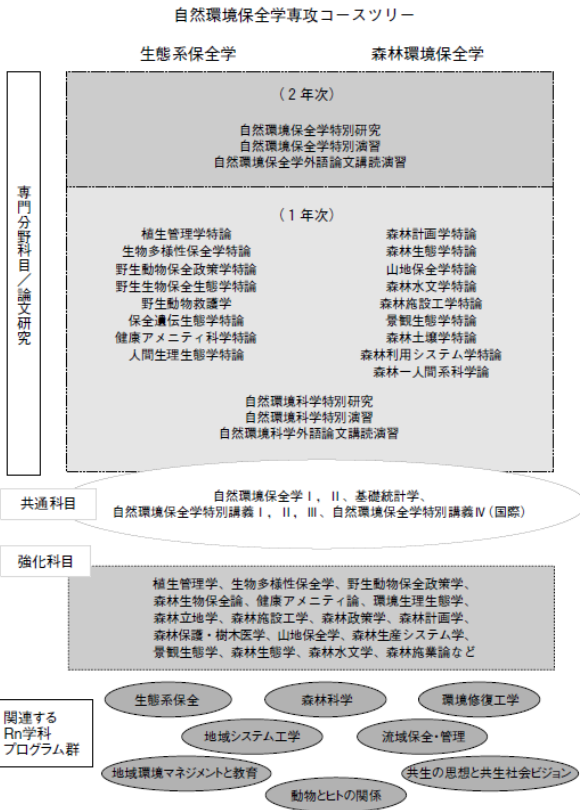 自然環境保全学専攻コースツリー
生態系保全学
森林環境保全学
専門分野科目／論文研究
(２年次)
自然環境保全学特別研究
自然環境保全学特別演習
自然環境保全学外語論文講読演習
(１年次)
植生管理学特論
生物多様性保全学特論
野生動物保全政策学特論
野生生物保全生態学特論
野生動物救護学
保全遺伝生態学特論
健康アメニティ科学特論
人間生理生態学特論
森林計画学特論
森林生態学特論
山地保全学特論
森林水文学特論
森林施設工学特論
景観生態学特論
森林土壌学特論
森林利用システム学特論
森林ー人間系科学論
自然環境科学特別研究
自然環境科学特別演習
自然環境科学外語論文講読演習
共通科目
自然環境保全学Ⅰ，Ⅱ、基礎統計学、
自然環境保全学特別講義Ⅰ，Ⅱ，Ⅲ、自然環境保全学特別講義Ⅳ(国際)
強化科目
植生管理学、生物多様性保全学、野生動物保全政策学、
森林生物保全論、健康アメニティ論、環境生理生態学、
森林立地学、森林施設工学、森林政策学、森林計画学、
森林保護・樹木医学、山地保全学、森林生産システム学、
景観生態学、森林生態学、森林水文学、森林施業論など
関連する
Rn学科
プログラム群
生態系保全
森林科学
環境修復工学
地域システム工学
流域保全・管理
地域環境マネジメントと教育
共生の思想と共生社会ビジョン
動物とヒトの関係